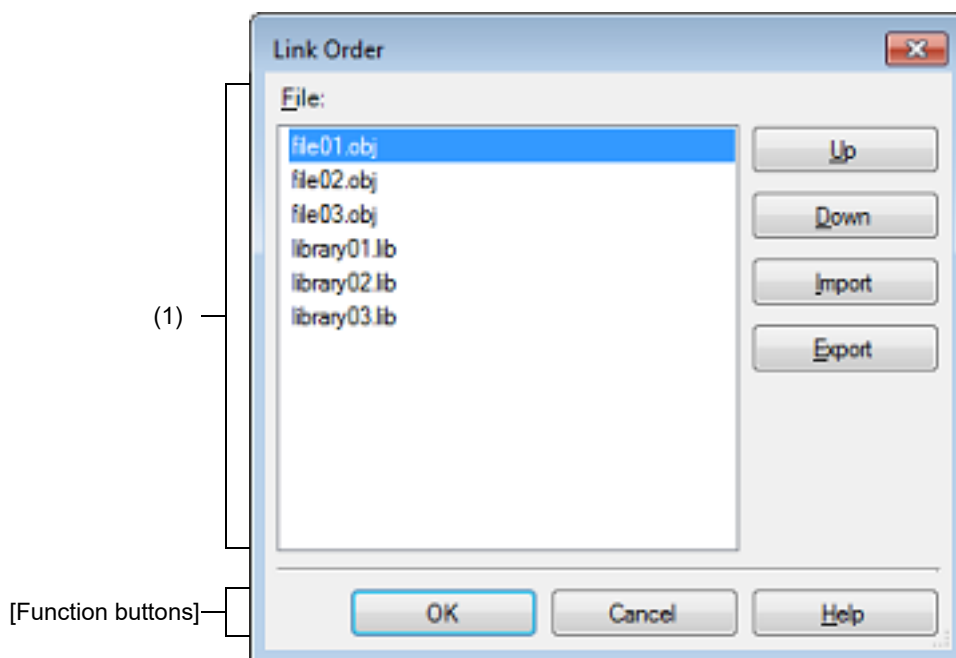 Link Order
File:
file01.obj
file02.obj
file03.obj
library01.lib
library02.lib
library03.lib
Up
Down
Import
Export
(1)
[Function buttons]
OK
Cancel
Help